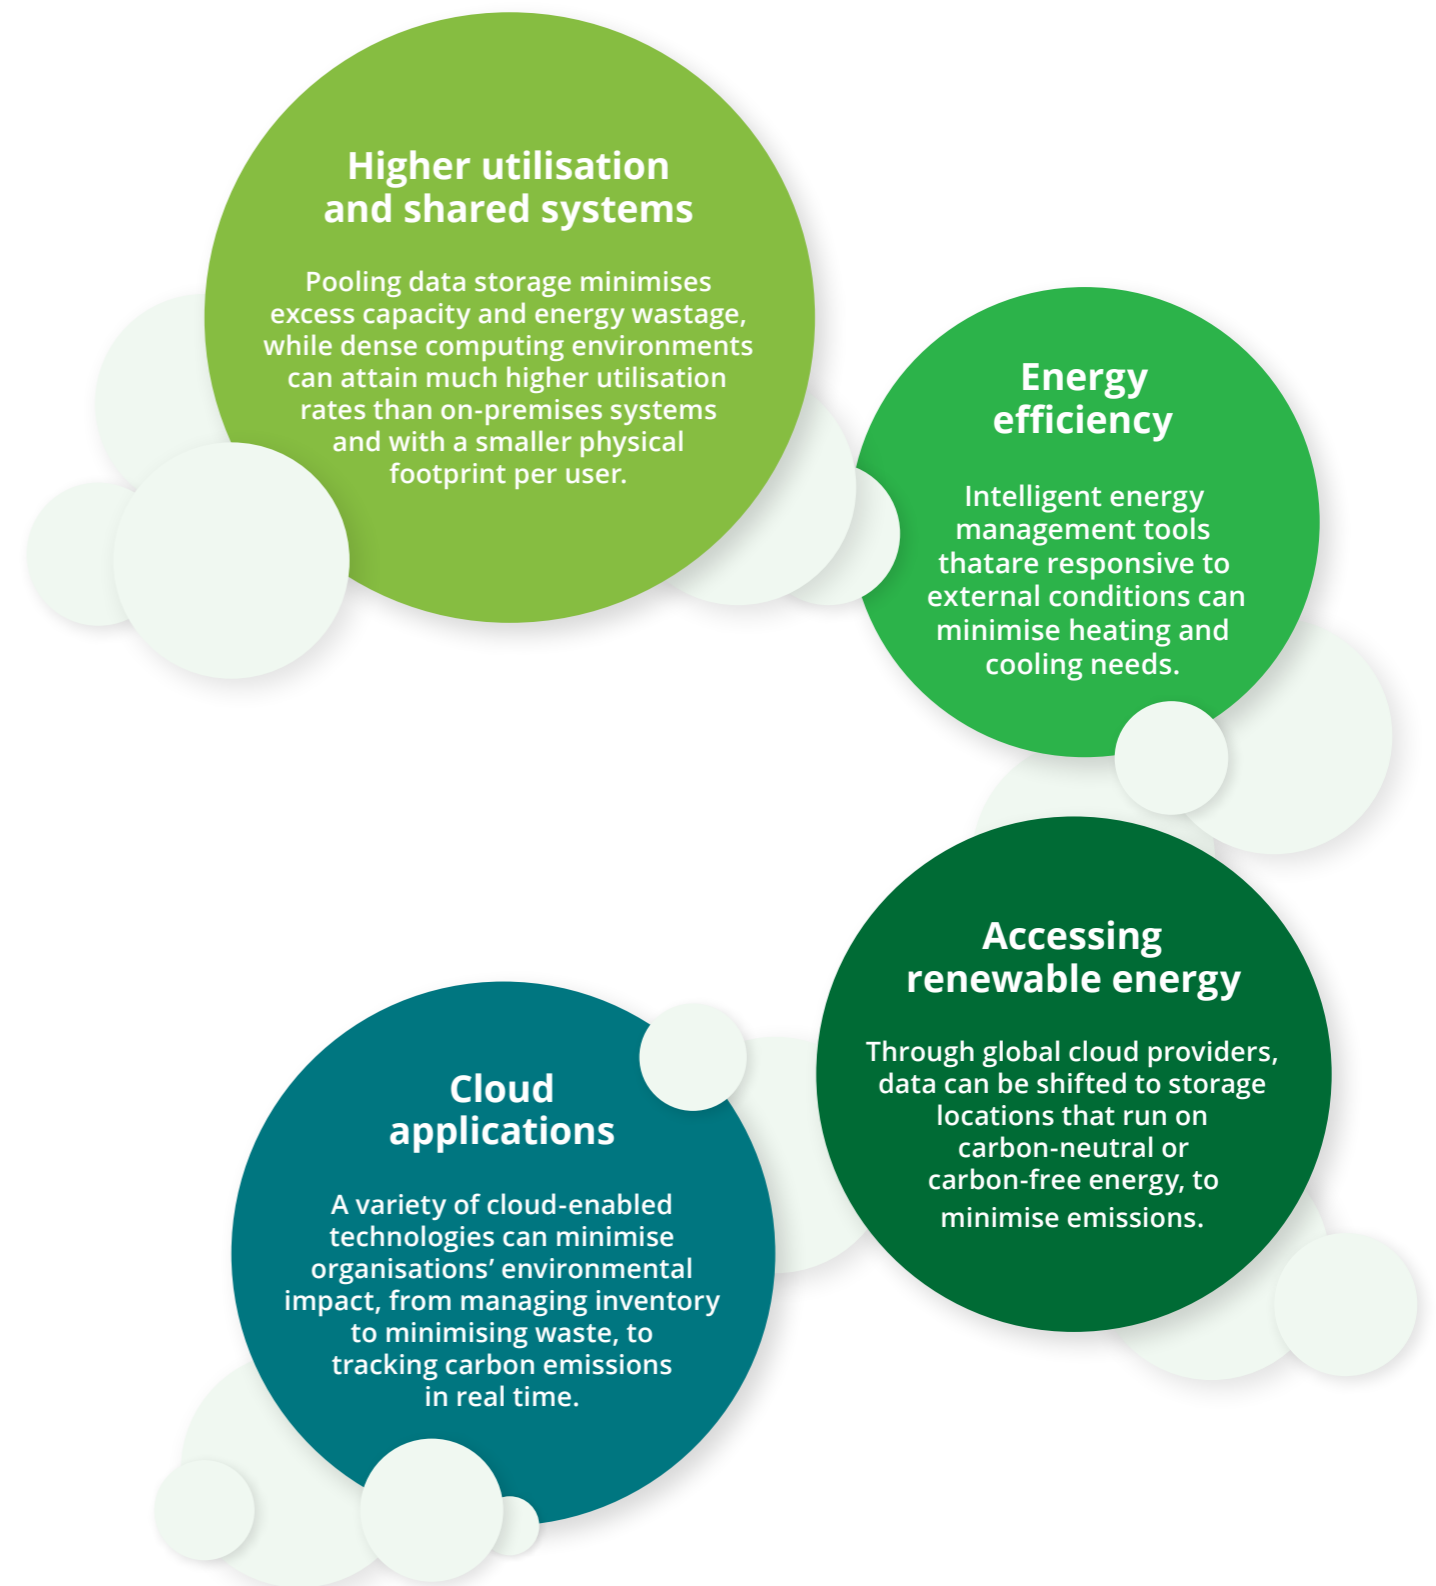 Higher utilisation
and shared systems
Pooling data storage minimises
excess capacity and energy wastage,
while dense computing environments
can attain much higher utilisation
rates than on-premises systems
and with a smaller physical
footprint per user.
Energy
efficiency
Intelligent energy
management tools
thatare responsive to
external conditions can
minimise heating and
cooling needs.
Accessing
renewable energy
Through global cloud providers,
data can be shifted to storage
locations that run on
carbon-neutral or
carbon-free energy, to
minimise emissions.
Cloud
applications
A variety of cloud-enabled
technologies can minimise
organisations’ environmental
impact, from managing inventory
to minimising waste, to
tracking carbon emissions
in real time.